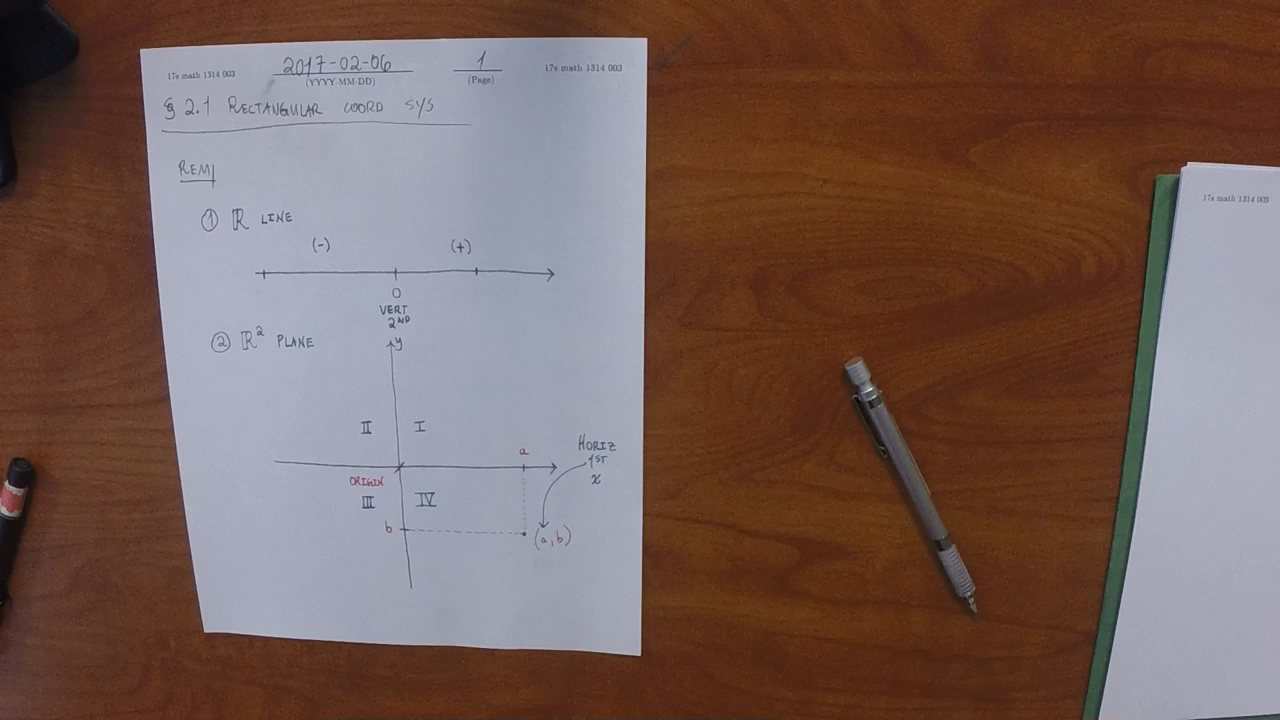 17s math 1314 003 2017-02-06 1 17s math 1314 003
(YYYY-MM-DD) (Page)
§ 2.1 RECTANGULAR COORD SYS
REM
① ℝ LINE
(-) (+)
0
VERT
2ND
② ℝ² PLANE
y
II I
HORIZ
1ST
x
a
ORIGIN
III IV
b
(a, b)
17s math 1314 003